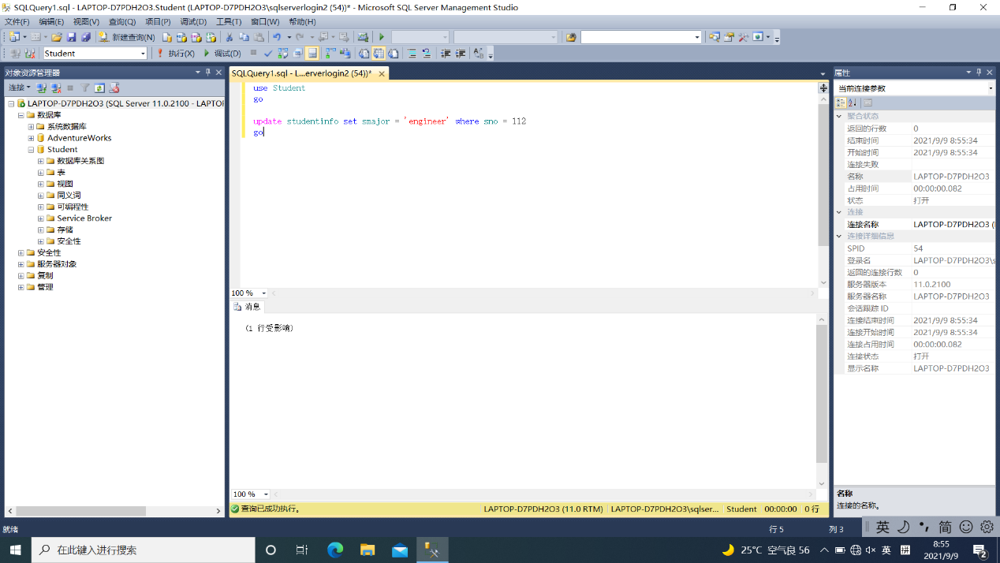 SQLQuery1.sql - LAPTOP-D7PDH2O3.Student (LAPTOP-D7PDH2O3\sqlserverlogin2 (54))* - Microsoft SQL Server Management Studio
文件(F) 编辑(E) 视图(V) 查询(Q) 项目(P) 调试(D) 工具(T) 窗口(W) 帮助(H)
新建查询(N)
Student 执行(X) 调试(D)
对象资源管理器
连接
LAPTOP-D7PDH2O3 (SQL Server 11.0.2100 - LAPTOP
数据库
系统数据库
AdventureWorks
Student
数据库关系图
表
视图
同义词
可编程性
Service Broker
存储
安全性
安全性
服务器对象
复制
管理
SQLQuery1.sql - L...erverlogin2 (54))*
use Student
go
update studentinfo set smajor = 'engineer' where sno = 112
go
100 %
消息
(1 行受影响)
100 %
查询已成功执行。 LAPTOP-D7PDH2O3 (11.0 RTM) LAPTOP-D7PDH2O3\sqlser... Student 00:00:00 0 行
属性
当前连接参数
聚合状态
返回的行数 0
结束时间 2021/9/9 8:55:34
开始时间 2021/9/9 8:55:34
连接失败
名称 LAPTOP-D7PDH2O3
占用时间 00:00:00.082
状态 打开
连接
连接名称 LAPTOP-D7PDH2O3 (
连接详细信息
SPID 54
登录名 LAPTOP-D7PDH2O3\s
返回的连接行数 0
服务器版本 11.0.2100
服务器名称 LAPTOP-D7PDH2O3
会话跟踪 ID
连接结束时间 2021/9/9 8:55:34
连接开始时间 2021/9/9 8:55:34
连接占用时间 00:00:00.082
连接状态 打开
显示名称 LAPTOP-D7PDH2O3
名称
连接的名称。
就绪 行 5 列 3 英 简
在此键入进行搜索 25°C 空气良 56 英 拼 8:55
2021/9/9 2